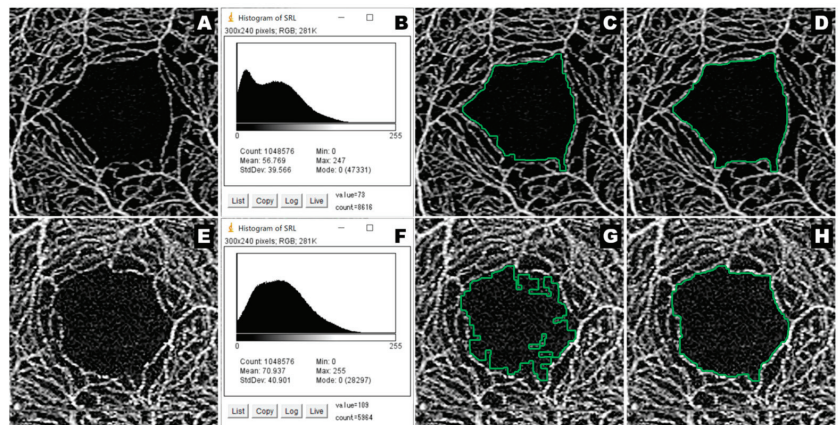 A
Histogram of SRL
B
300x240 pixels; RGB; 281K
0 255
Count: 1048576 Min: 0
Mean: 56.769 Max: 247
StdDev: 39.566 Mode: 0 (47331)
List Copy Log Live value=73
count=8616
C
D
E
Histogram of SRL
F
300x240 pixels; RGB; 281K
0 255
Count: 1048576 Min: 0
Mean: 70.937 Max: 255
StdDev: 40.901 Mode: 0 (28297)
List Copy Log Live value=109
count=5964
G
H